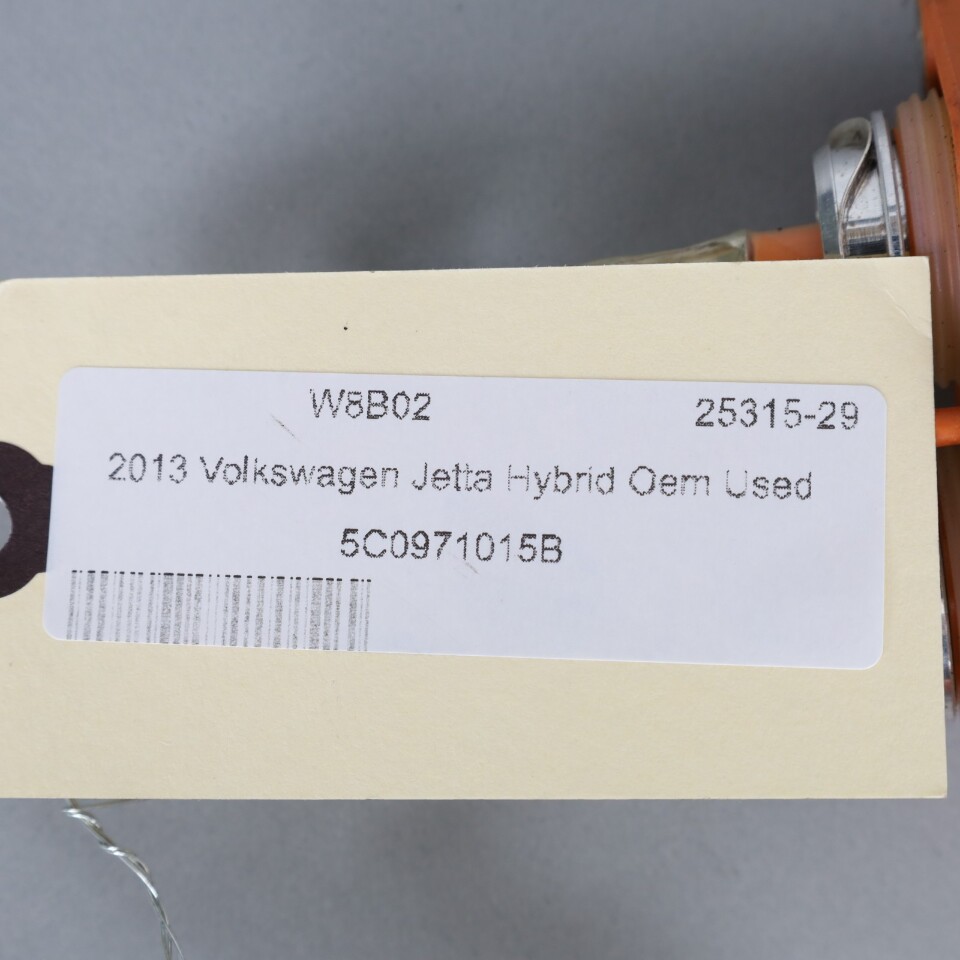 W8B02 25315-29
2013 Volkswagen Jetta Hybrid Oem Used
5C0971015B